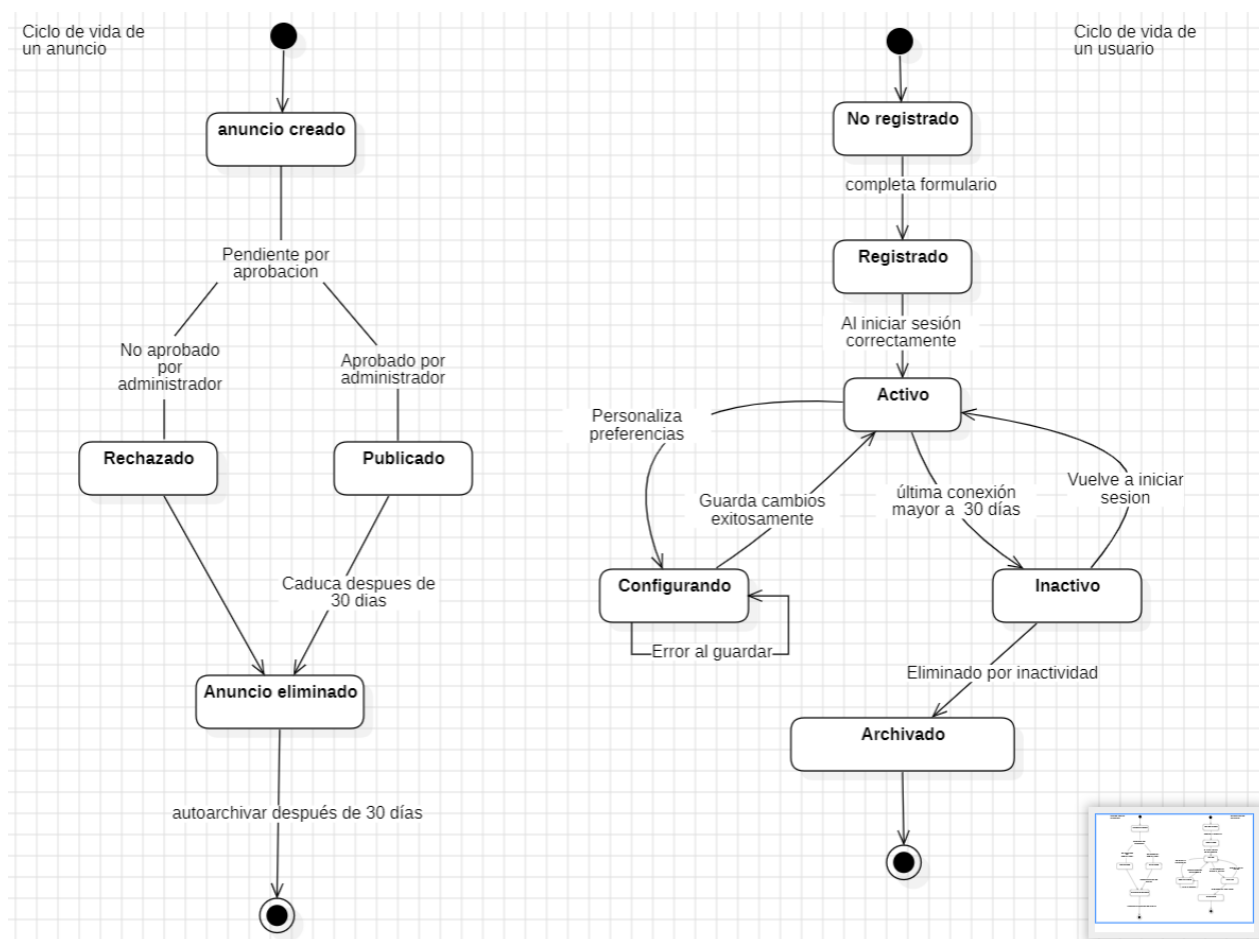 Ciclo de vida de
un anuncio
anuncio creado
Pendiente por
aprobacion
No aprobado
por
administrador
Aprobado por
administrador
Rechazado
Publicado
Caduca despues de
30 dias
Anuncio eliminado
autoarchivar después de 30 días
Ciclo de vida de
un usuario
No registrado
completa formulario
Registrado
Al iniciar sesión
correctamente
Activo
Personaliza
preferencias
Guarda cambios
exitosamente
última conexión
mayor a 30 días
Vuelve a iniciar
sesion
Configurando
Inactivo
Error al guardar
Eliminado por inactividad
Archivado